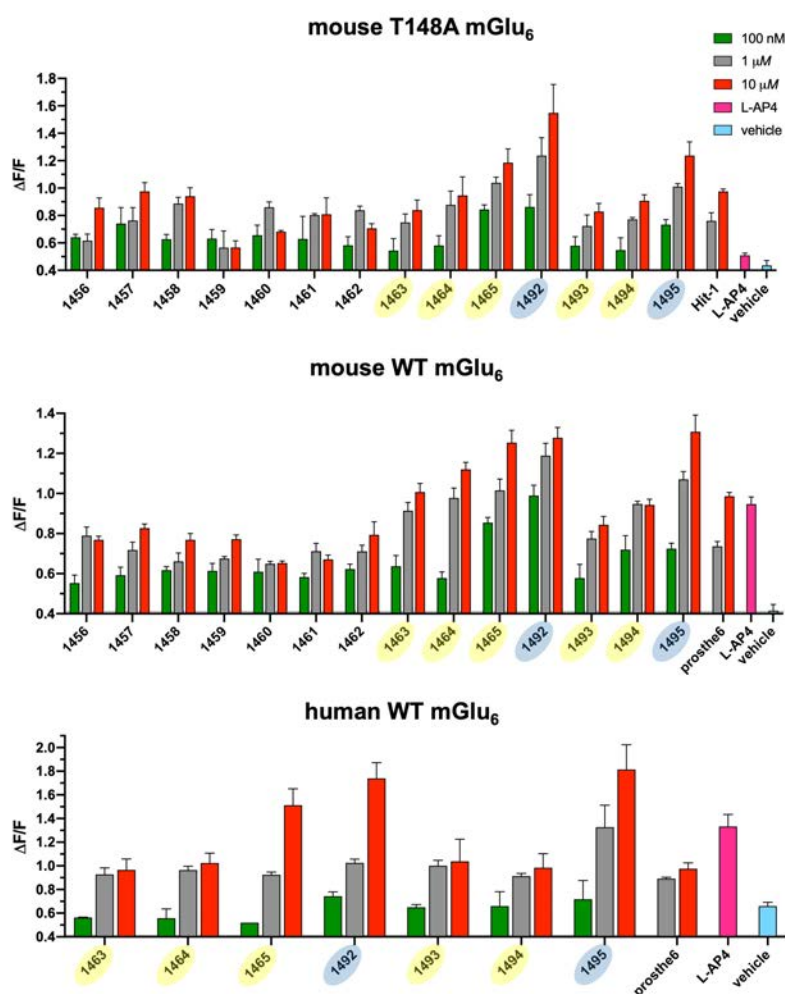 mouse T148A mGlu₆
100 nM
1 μM
10 μM
L-AP4
vehicle
ΔF/F
1.8
1.6
1.4
1.2
1.0
0.8
0.6
0.4
1456 1457 1458 1459 1460 1461 1462 1463 1464 1465 1492 1493 1494 1495 Hit-1 L-AP4 vehicle
mouse WT mGlu₆
ΔF/F
1.4
1.2
1.0
0.8
0.6
0.4
1456 1457 1458 1459 1460 1461 1462 1463 1464 1465 1492 1493 1494 1495 prosthe6 L-AP4 vehicle
human WT mGlu₆
ΔF/F
2.0
1.8
1.6
1.4
1.2
1.0
0.8
0.6
0.4
1463 1464 1465 1492 1493 1494 1495 prosthe6 L-AP4 vehicle